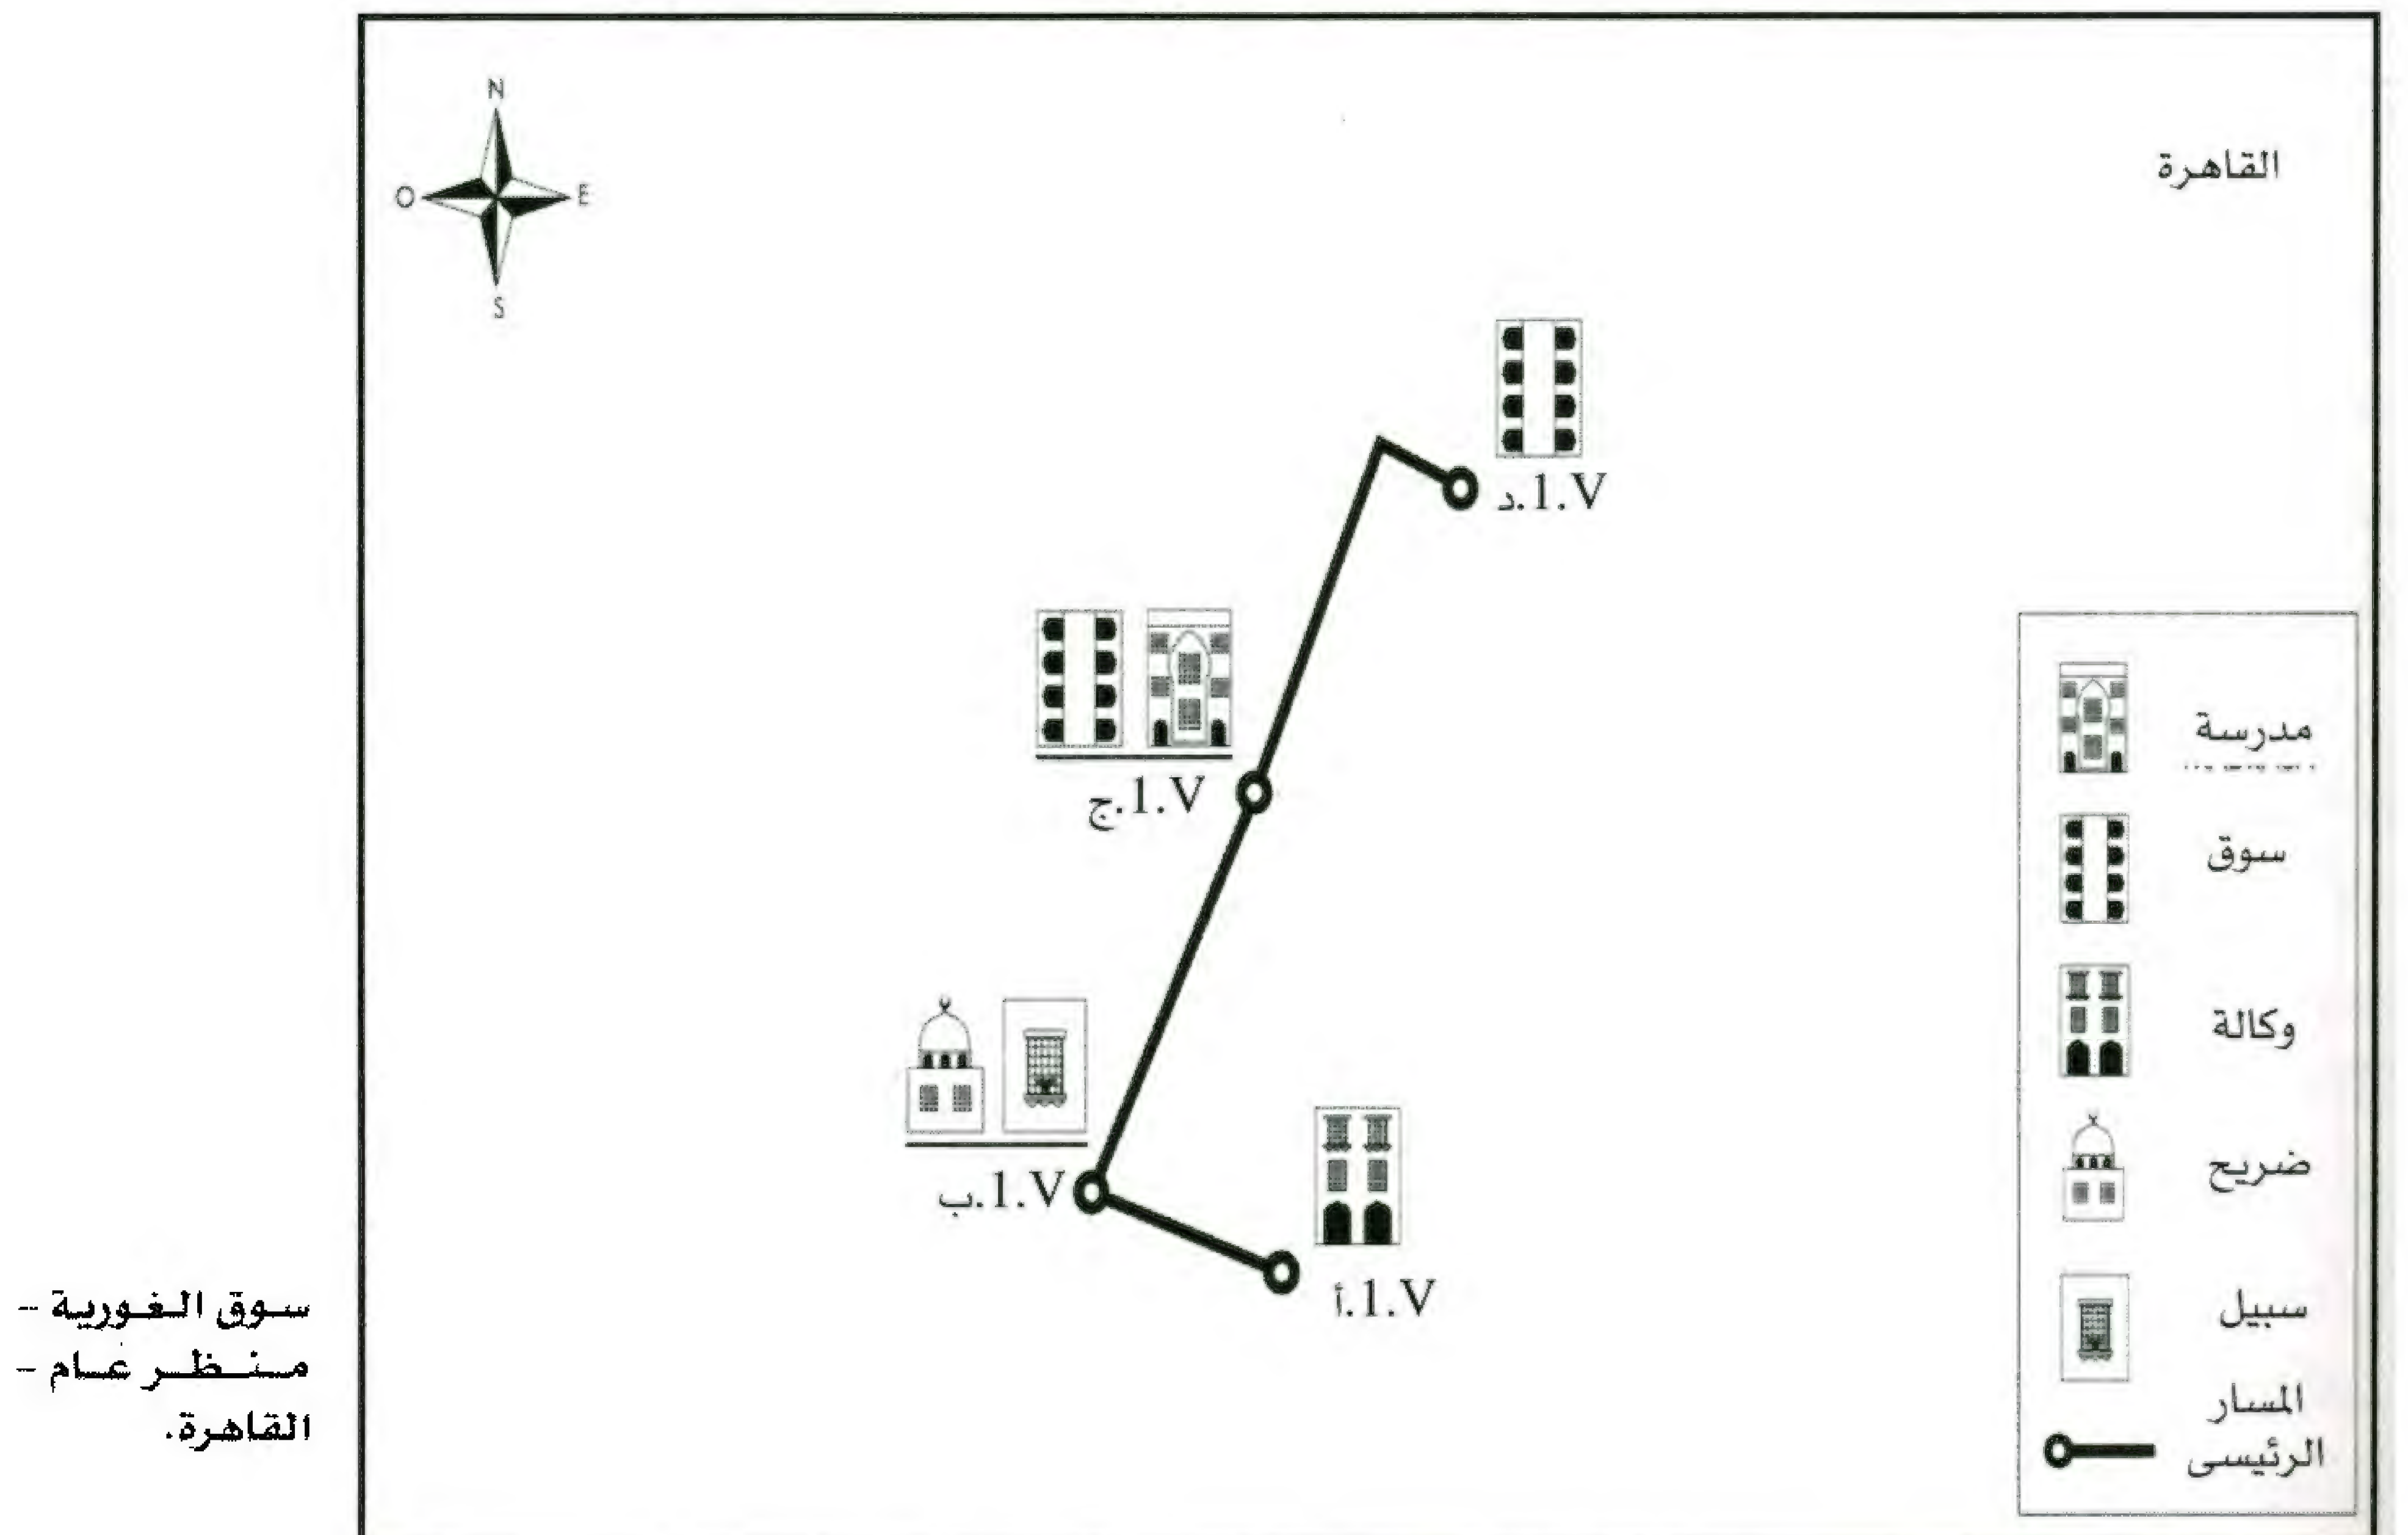 القاهرة
N
O
E
S
V.1.د
V.1.ج
V.1.ب
V.1.أ
مدرسة
سوق
وكالة
ضريح
سبيل
المسار
الرئيسى
سوق الغورية -
منظر عام -
القاهرة.